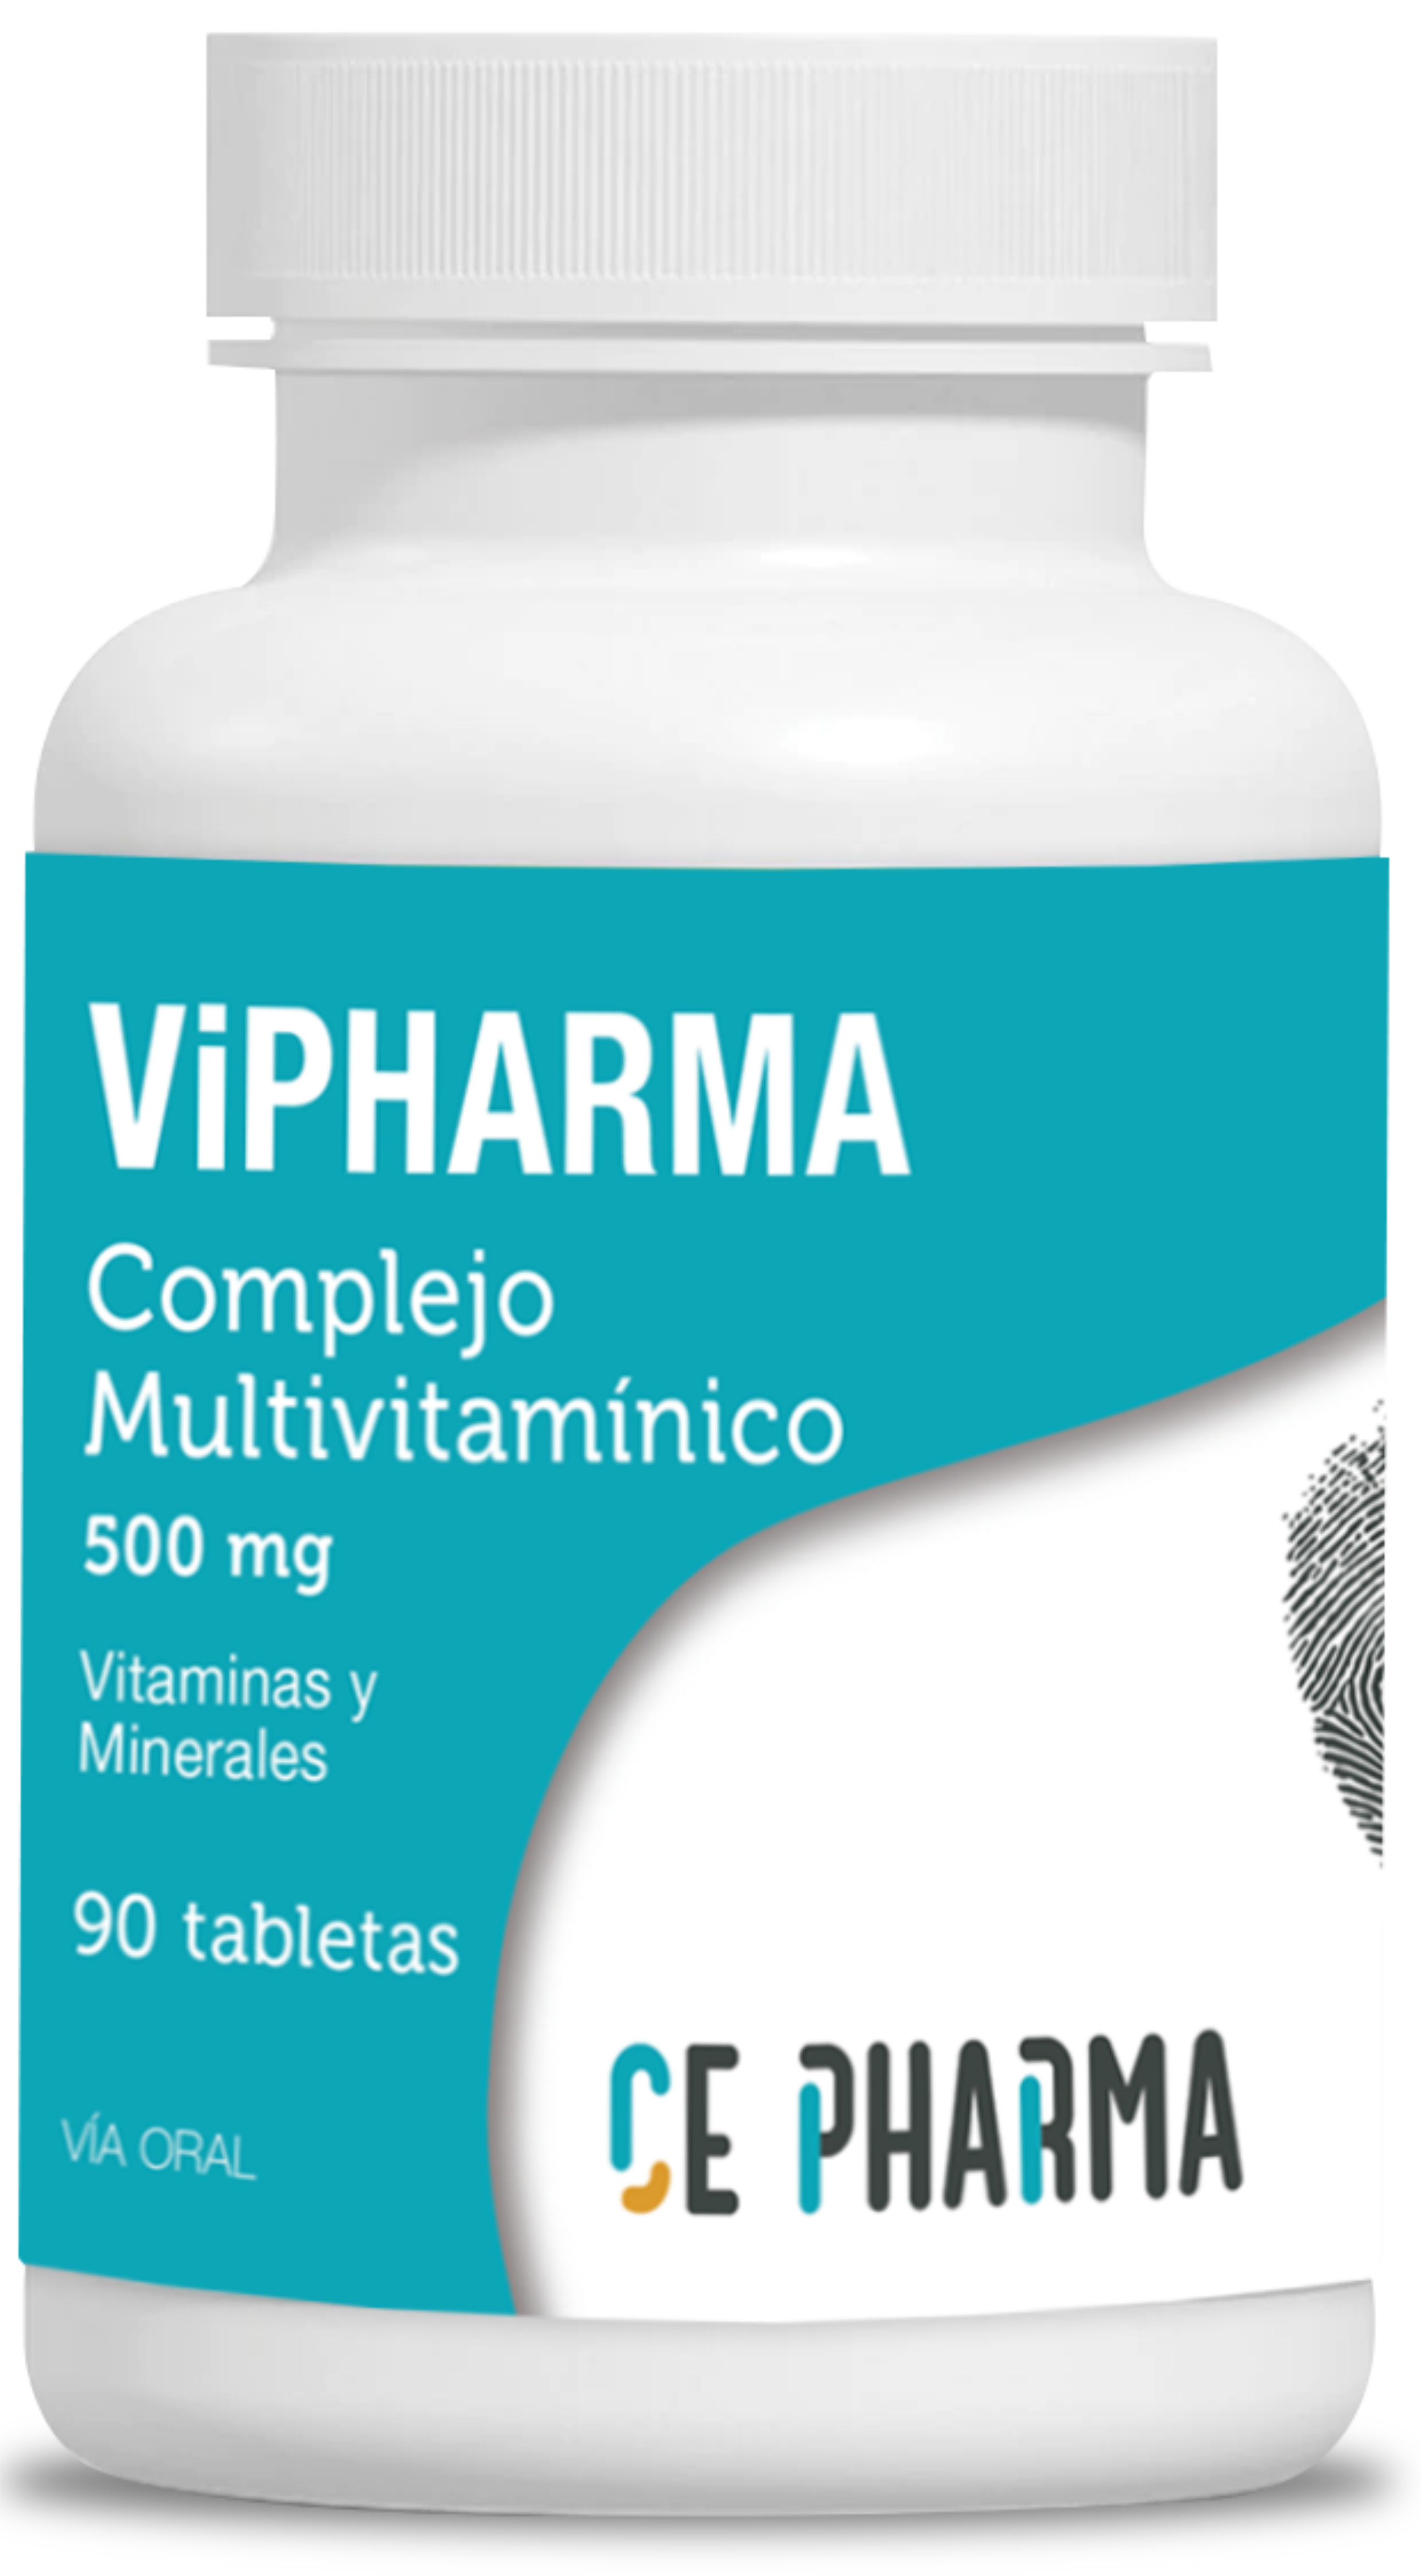 ViPHARMA
Complejo
Multivitamínico
500 mg
Vitaminas y
Minerales
90 tabletas
VÍA ORAL
CE PHARMA